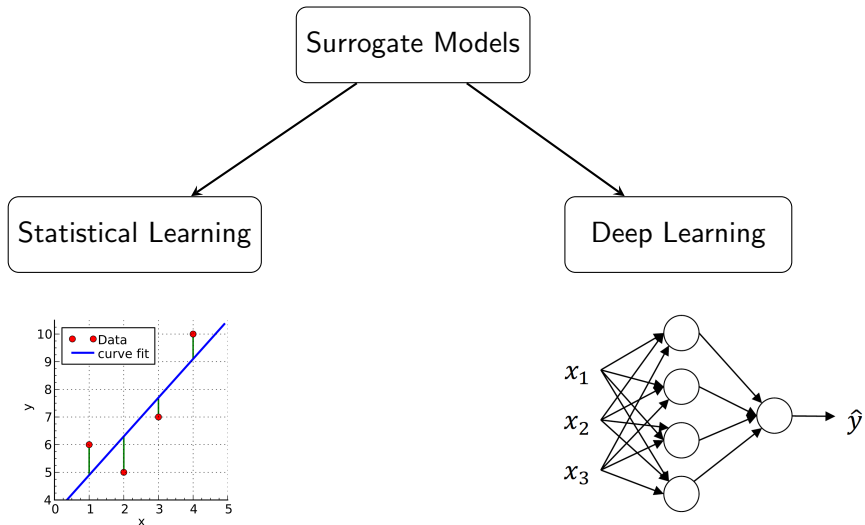 Surrogate Models
Statistical Learning
Deep Learning
Data
curve fit
10
9
8
7
6
5
4
y
0
1
2
3
4
5
x
x₁
x₂
x₃
ŷ